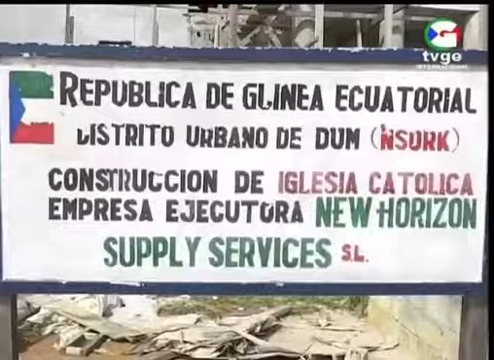 tvge
INTERNACIONAL
REPUBLICA DE GUINEA ECUATORIAL
DISTRITO URBANO DE DUM (NSORK)
CONSTRUCCION DE IGLESIA CATOLICA
EMPRESA EJECUTORA NEW HORIZON
SUPPLY SERVICES S.L.